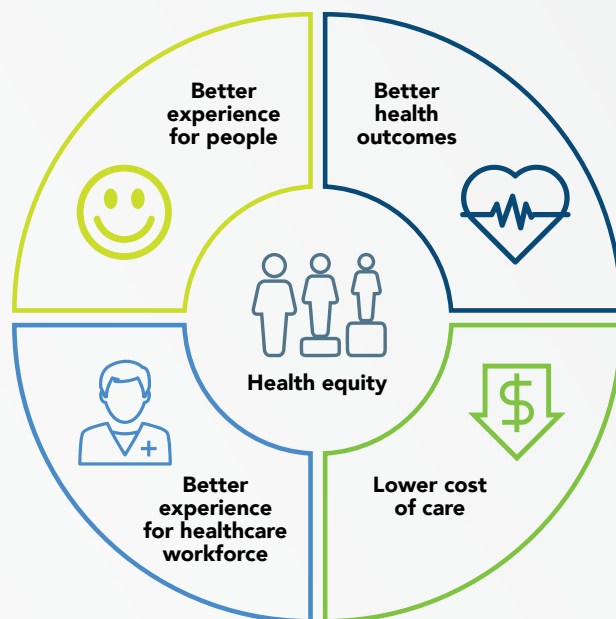 Better
experience
for people
Better
health
outcomes
Health equity
$
Better
experience
for healthcare
workforce
Lower cost
of care